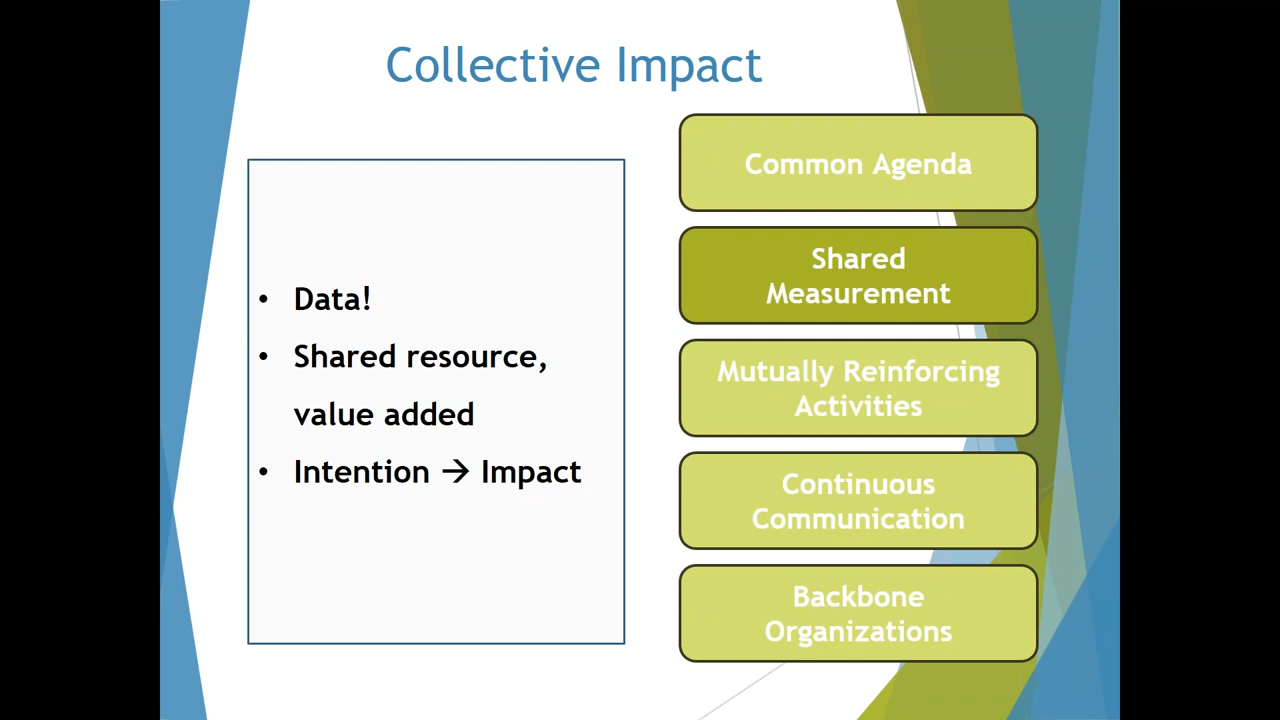 Collective Impact
• Data!
• Shared resource,
value added
• Intention → Impact
Common Agenda
Shared
Measurement
Mutually Reinforcing
Activities
Continuous
Communication
Backbone
Organizations